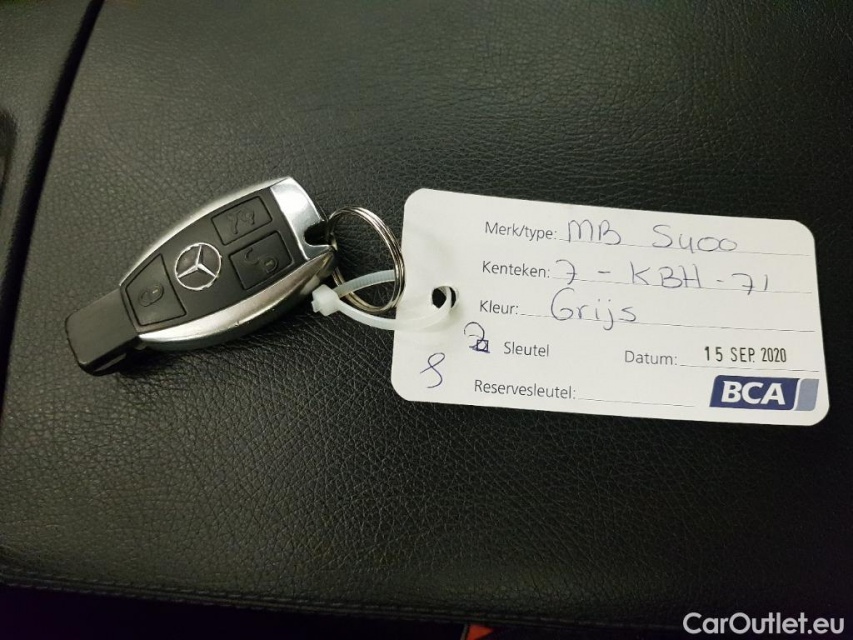 Merk/type: MB S400
Kenteken: 7-KBH-71
Kleur: Grijs
2 Sleutel Datum: 15 SEP. 2020
8
Reservesleutel:
BCA
CarOutlet.eu